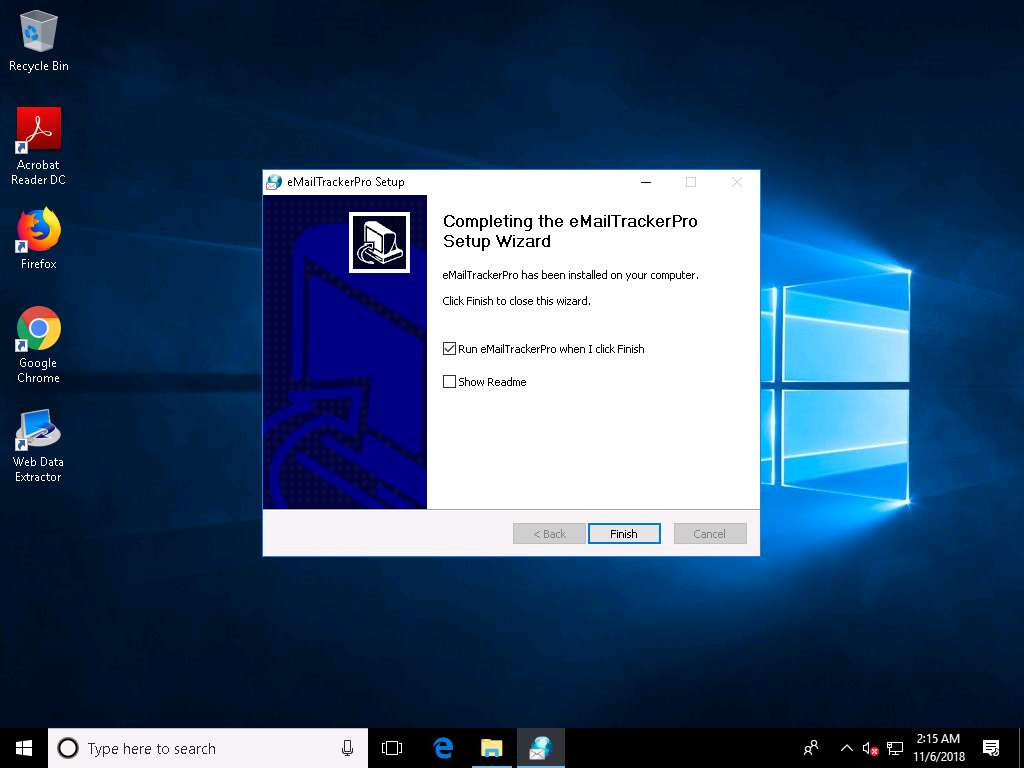 Recycle Bin
Acrobat
Reader DC
Firefox
Google
Chrome
Web Data
Extractor
eMailTrackerPro Setup
Completing the eMailTrackerPro
Setup Wizard
eMailTrackerPro has been installed on your computer.
Click Finish to close this wizard.
Run eMailTrackerPro when I click Finish
Show Readme
< Back
Finish
Cancel
Type here to search
2:15 AM
11/6/2018